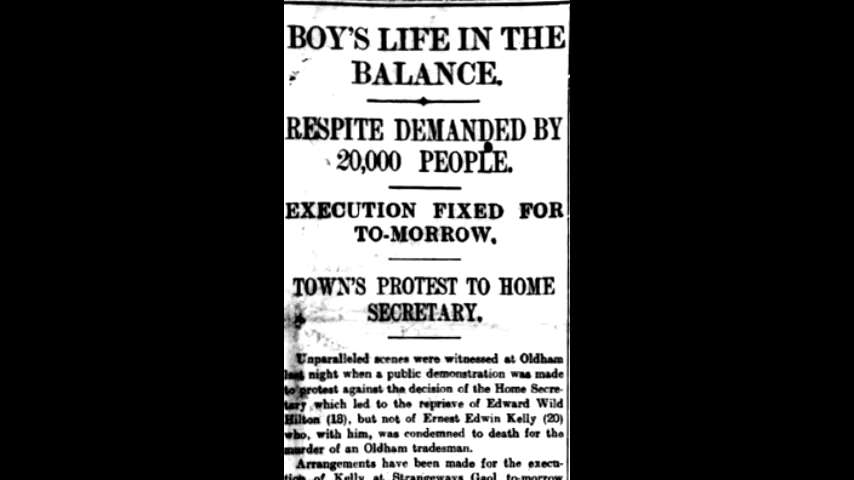 BOY'S LIFE IN THE
BALANCE.
RESPITE DEMANDED BY
20,000 PEOPLE.
EXECUTION FIXED FOR
TO-MORROW.
TOWN'S PROTEST TO HOME
SECRETARY.
Unparalleled scenes were witnessed at Oldham
last night when a public demonstration was made
to protest against the decision of the Home Secre-
tary which led to the reprieve of Edward Wild
Hilton (18), but not of Ernest Edwin Kelly (20)
who, with him, was condemned to death for the
murder of an Oldham tradesman.
Arrangements have been made for the execu-
tion of Kelly at Strangeways Gaol to-morrow